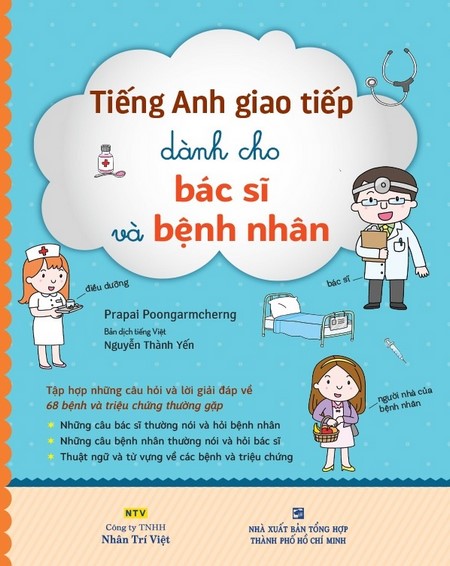 Tiếng Anh giao tiếp
dành cho
bác sĩ
và bệnh nhân
điều dưỡng
bác sĩ
Prapai Poongarmcherng
Bản dịch tiếng Việt
Nguyễn Thành Yến
người nhà của
bệnh nhân
Tập hợp những câu hỏi và lời giải đáp về
68 bệnh và triệu chứng thường gặp
Những câu bác sĩ thường nói và hỏi bệnh nhân
Những câu bệnh nhân thường nói và hỏi bác sĩ
Thuật ngữ và từ vựng về các bệnh và triệu chứng
NTV
Công ty TNHH
Nhân Trí Việt
NHÀ XUẤT BẢN TỔNG HỢP
THÀNH PHỐ HỒ CHÍ MINH